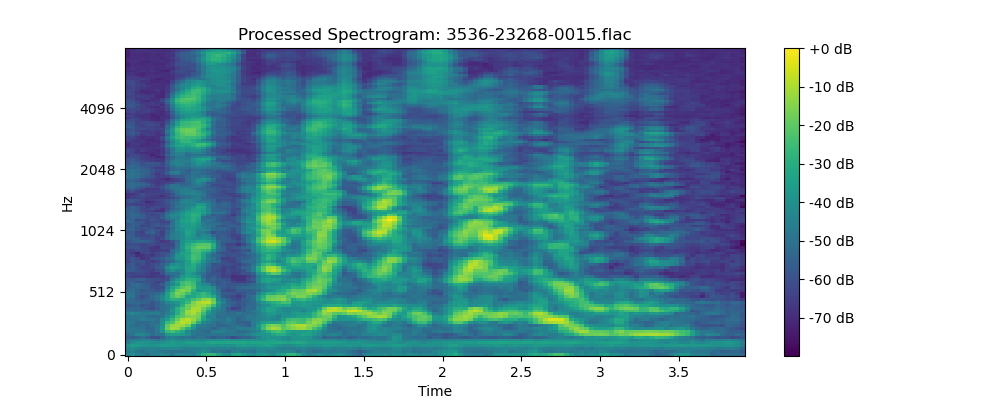 Processed Spectrogram: 3536-23268-0015.flac
+0 dB
4096
-10 dB
-20 dB
2048
-30 dB
Hz
1024
-40 dB
-50 dB
512
-60 dB
-70 dB
0
0 0.5 1 1.5 2 2.5 3 3.5
Time